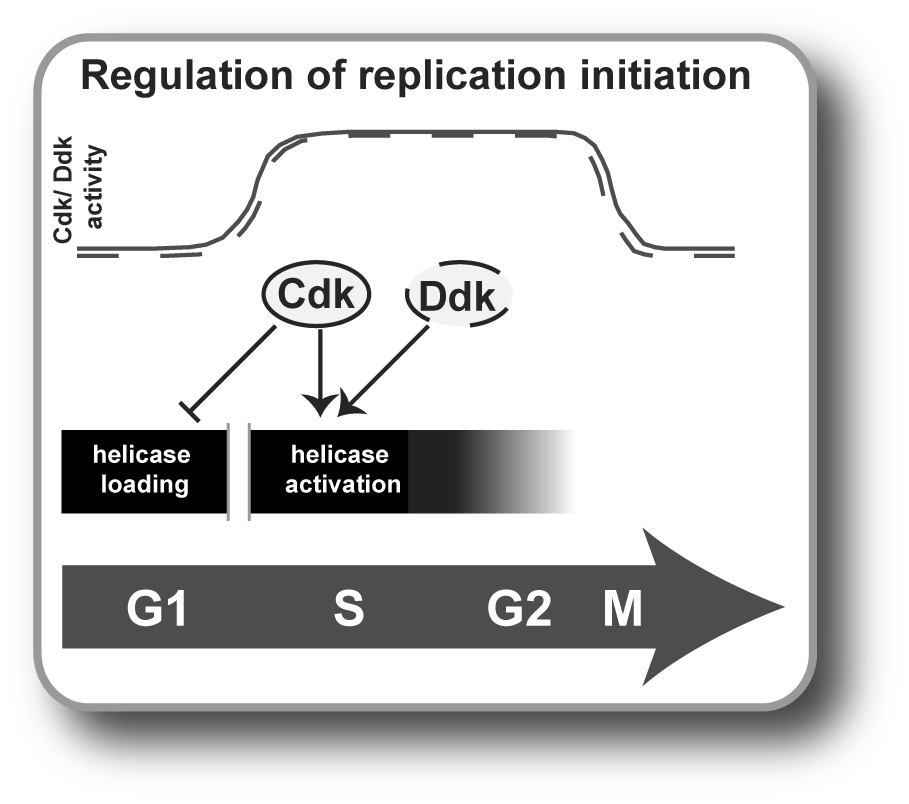 Regulation of replication initiation
Cdk/ Ddk
activity
Cdk
Ddk
helicase
loading
helicase
activation
G1
S
G2
M